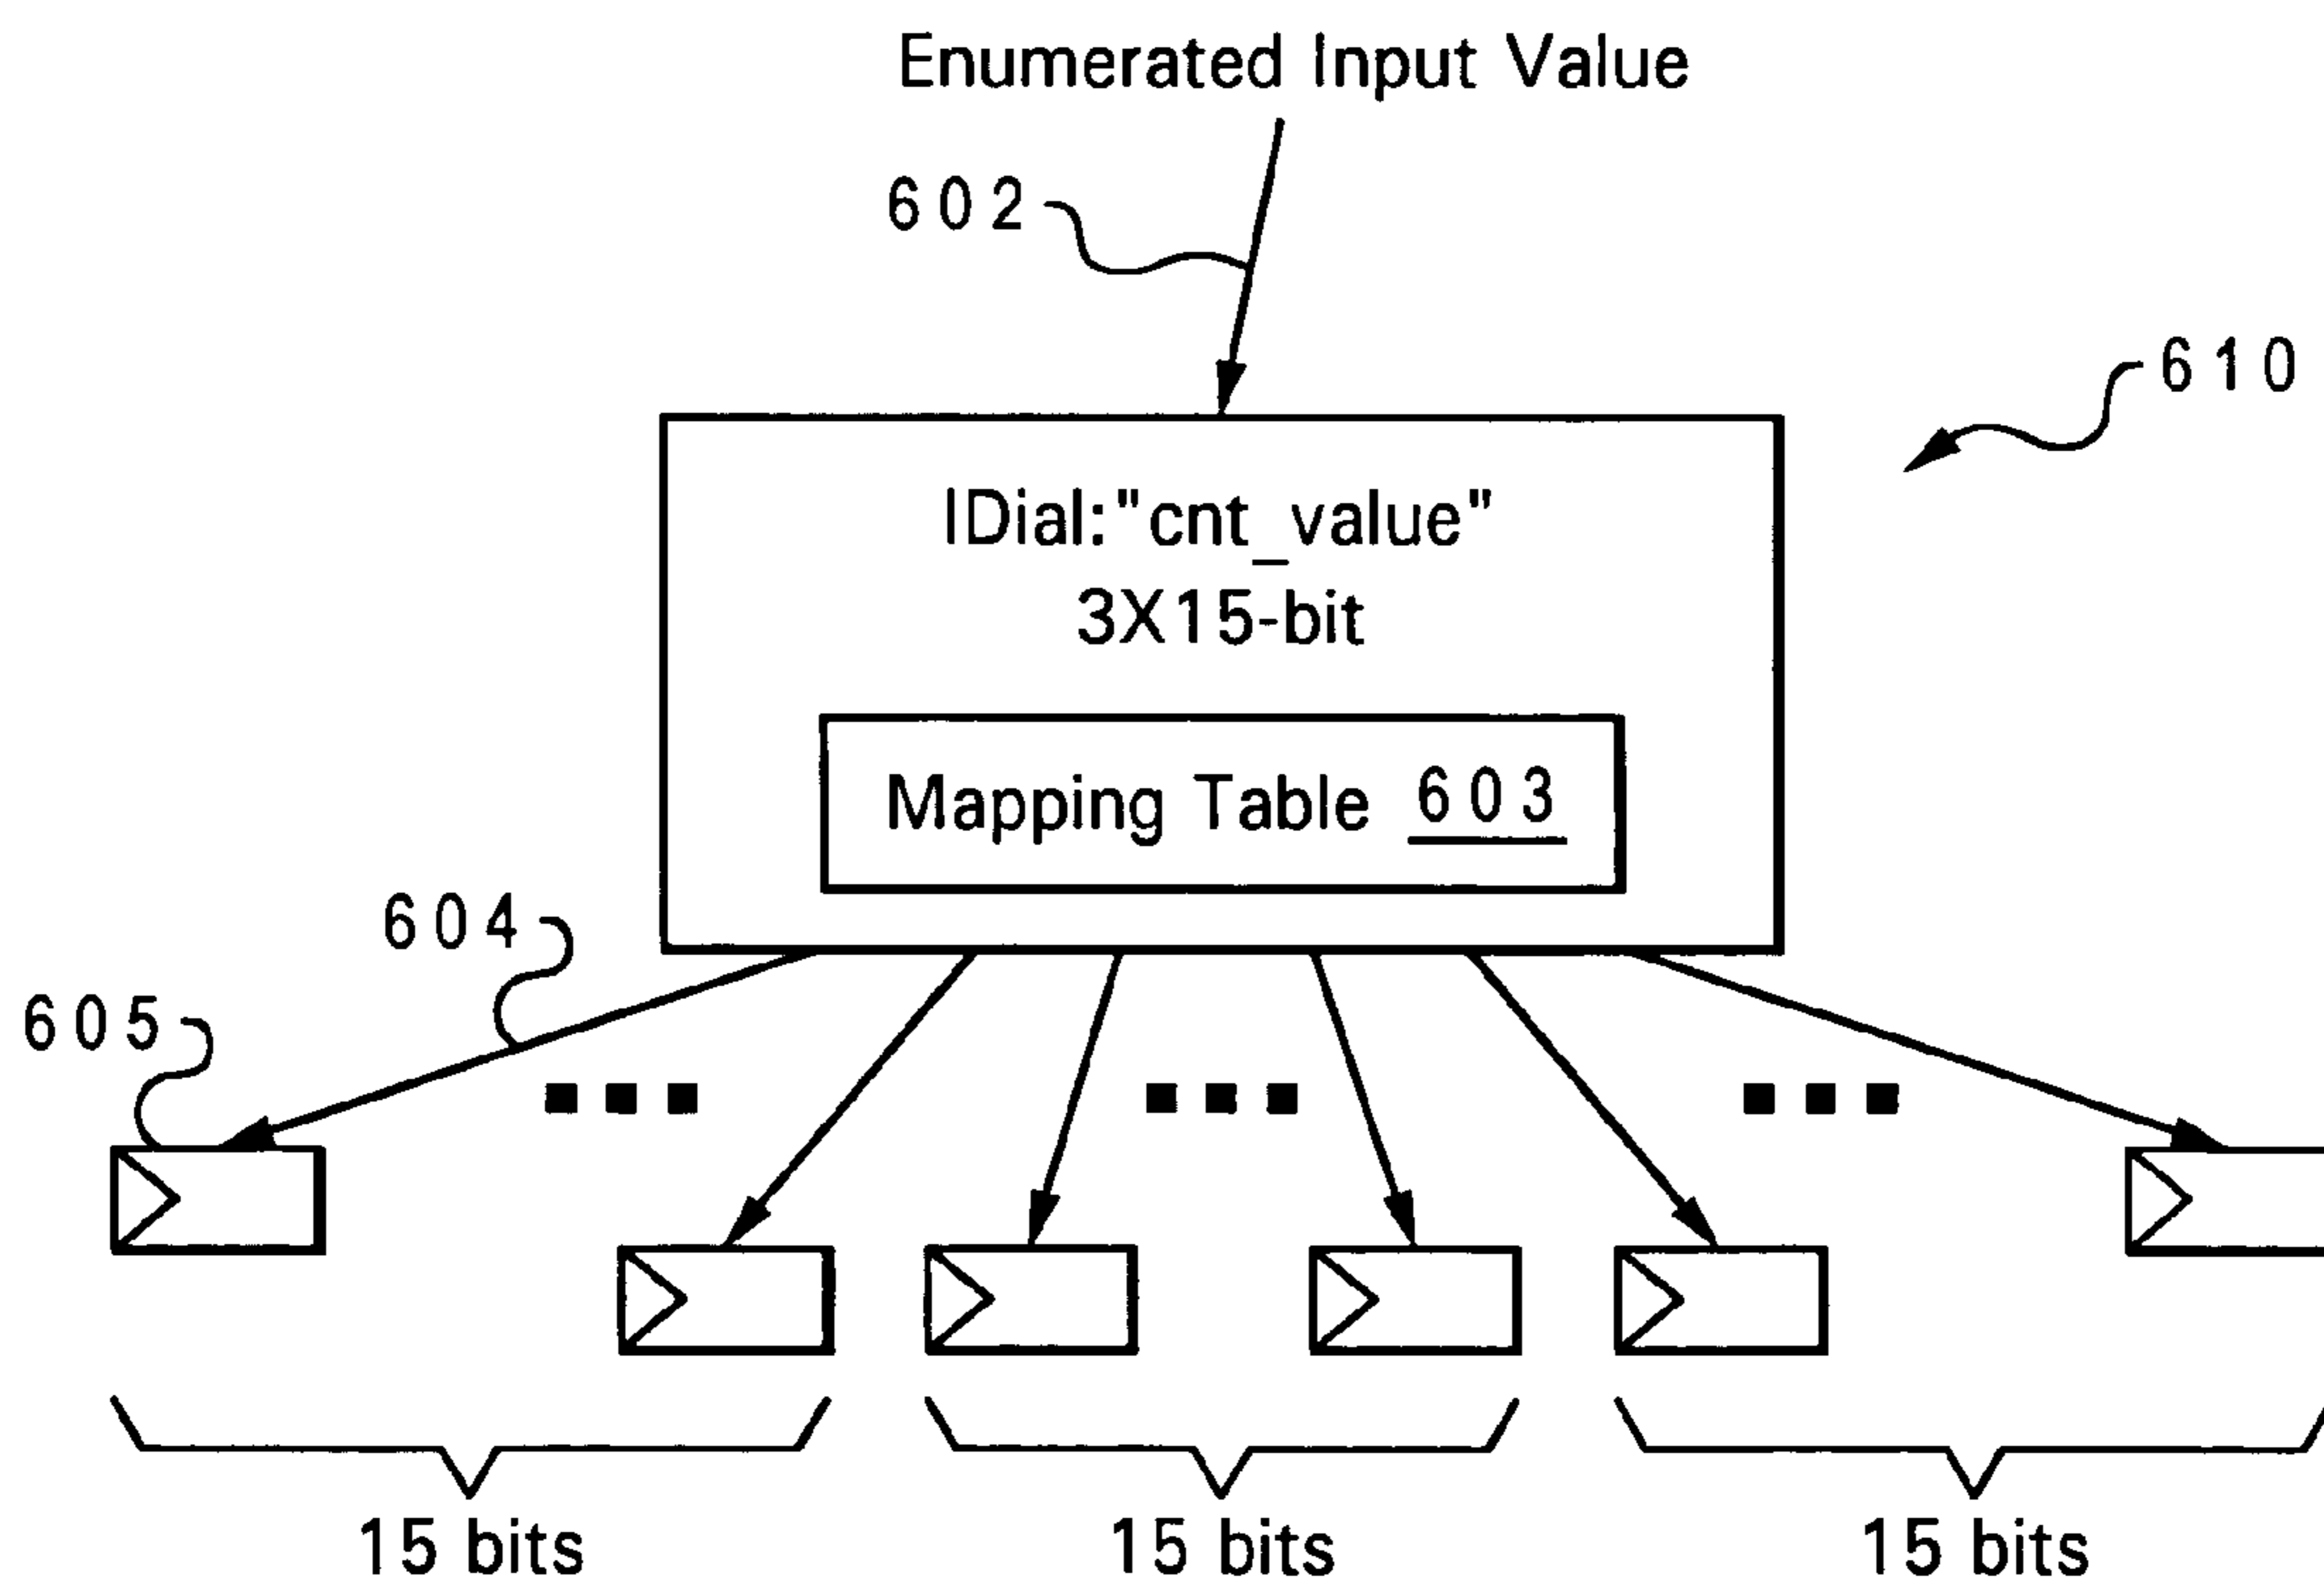 Enumerated Input Value
602
610
IDial:"cnt_value"
3X15-bit
Mapping Table 603
604
605
15 bits 15 bits 15 bits